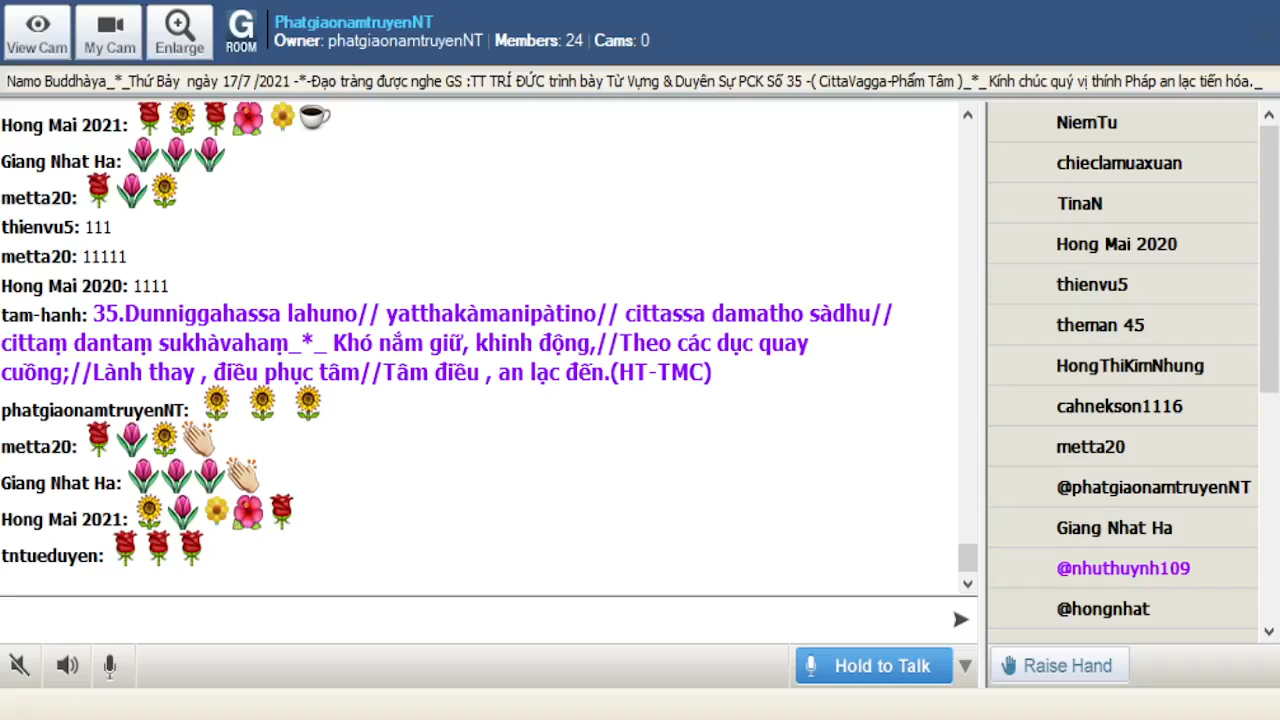 View Cam
My Cam
Enlarge
G ROOM
PhatgiaonamtruyenNT
Owner: phatgiaonamtruyenNT | Members: 24 | Cams: 0
Namo Buddhàya_*_Thứ Bảy ngày 17/7 /2021 -*-Đạo tràng được nghe GS :TT TRÍ ĐỨC trình bày Từ Vựng & Duyên Sự PCK Số 35 -( CittaVagga-Phẩm Tâm )_*_ Kính chúc quý vị thính Pháp an lạc tiến hóa._
Hong Mai 2021:
Giang Nhat Ha:
metta20:
thienvu5: 111
metta20: 11111
Hong Mai 2020: 1111
tam-hanh: 35.Dunniggahassa lahuno// yatthakàmanipàtino// cittassa damatho sàdhu//
cittaṃ dantaṃ sukhàvahaṃ_*_ Khó nắm giữ, khinh động,//Theo các dục quay
cuồng;//Lành thay , điều phục tâm//Tâm điều , an lạc đến.(HT-TMC)
phatgiaonamtruyenNT:
metta20:
Giang Nhat Ha:
Hong Mai 2021:
tntueduyen:
NiemTu
chieclamuaxuan
TinaN
Hong Mai 2020
thienvu5
theman 45
HongThiKimNhung
cahnekson1116
metta20
@phatgiaonamtruyenNT
Giang Nhat Ha
@nhuthuynh109
@hongnhat
Hold to Talk
Raise Hand